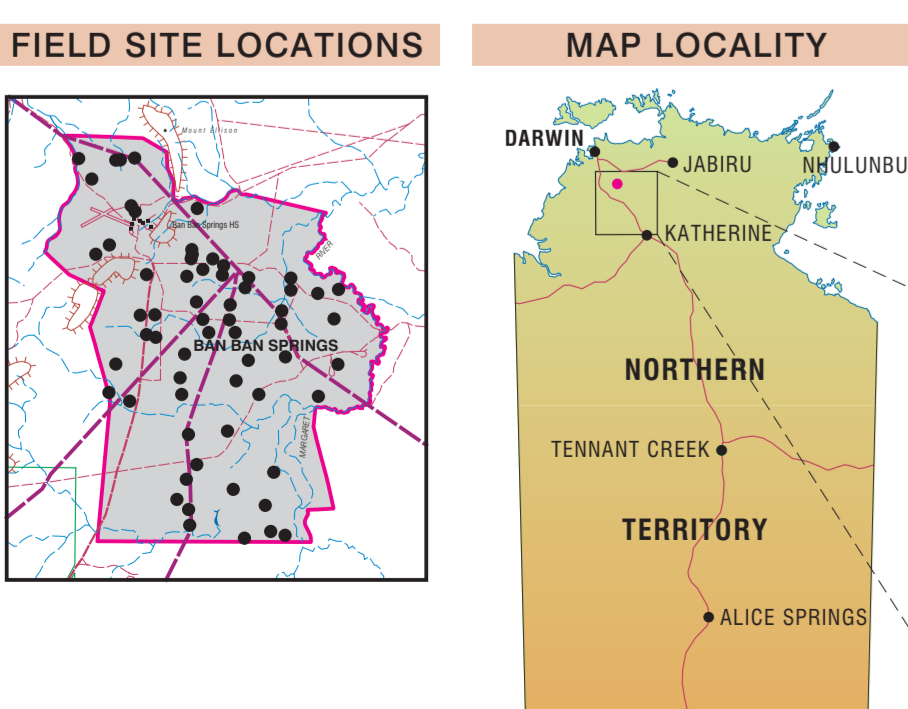 FIELD SITE LOCATIONS
Mount Ellison
Ban Ban Springs HS
RIVER
BAN BAN SPRINGS
MARGARET
MAP LOCALITY
DARWIN
JABIRU
NHULUNBU
KATHERINE
NORTHERN
TENNANT CREEK
TERRITORY
ALICE SPRINGS